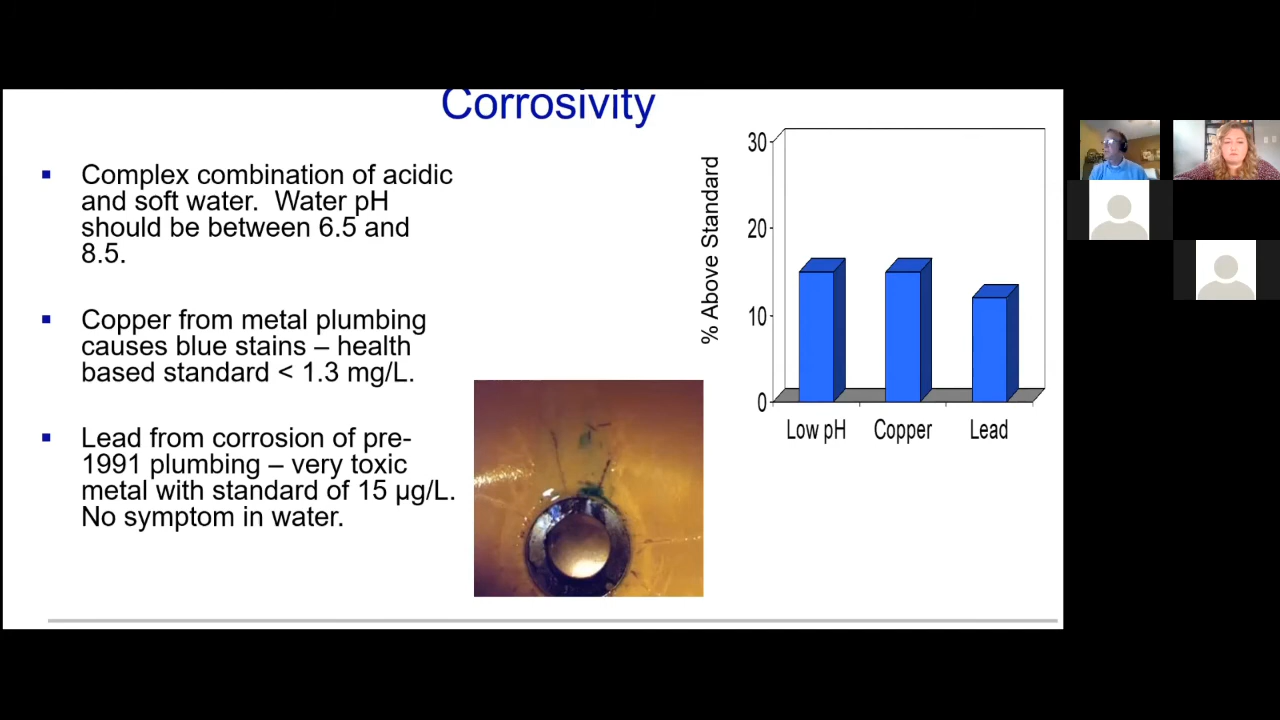 Corrosivity
Complex combination of acidic
and soft water.  Water pH
should be between 6.5 and
8.5.
Copper from metal plumbing
causes blue stains – health
based standard < 1.3 mg/L.
Lead from corrosion of pre-
1991 plumbing – very toxic
metal with standard of 15 µg/L.
No symptom in water.
% Above Standard
30
20
10
0
Low pH
Copper
Lead